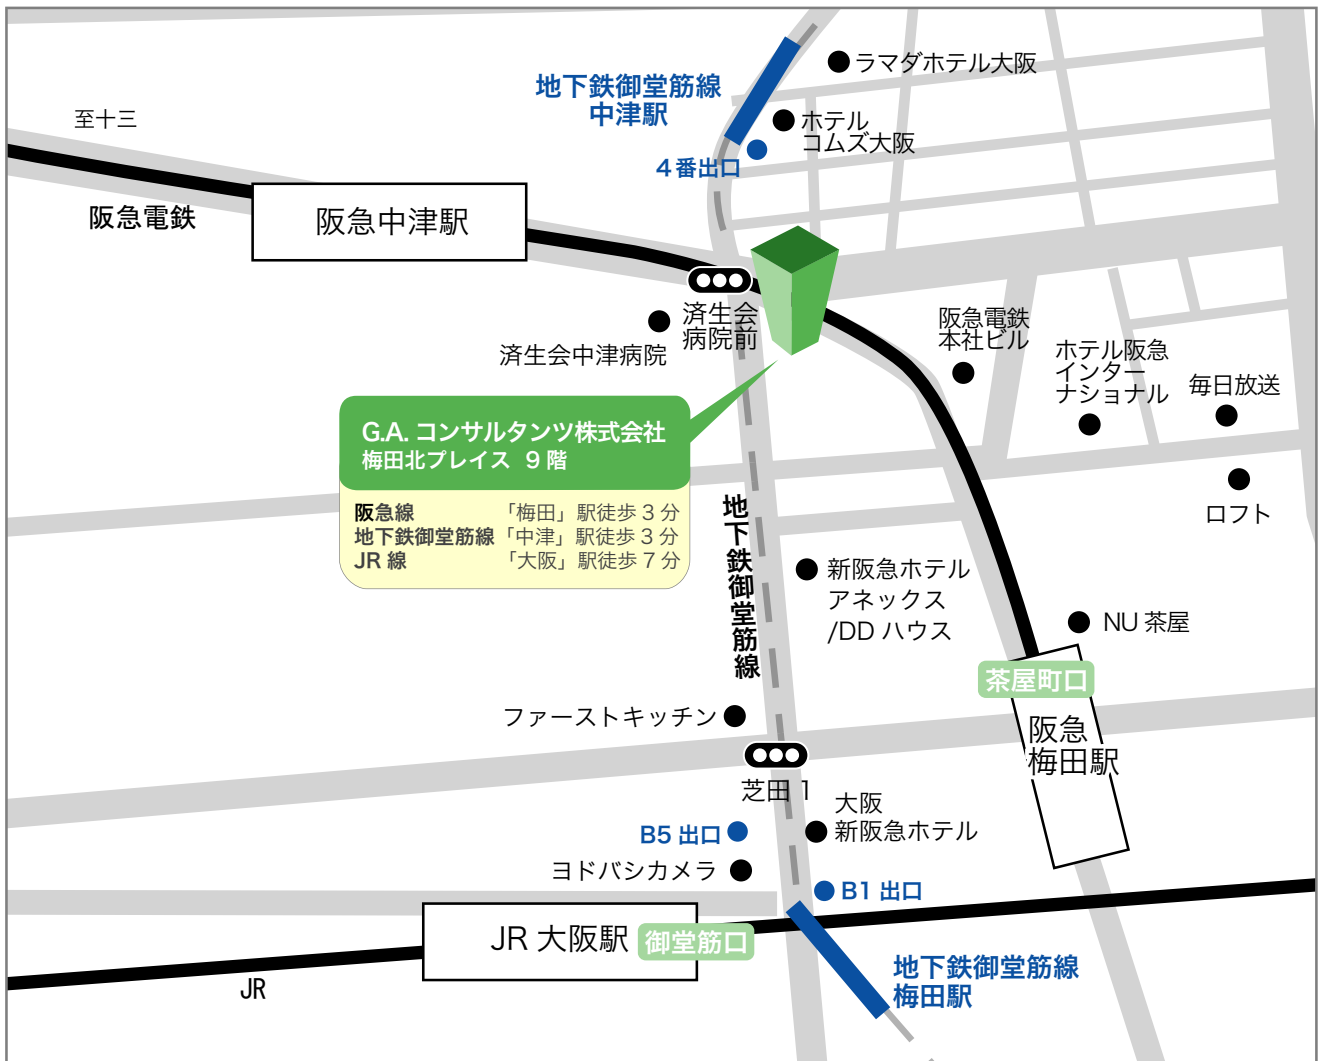 ラマダホテル大阪
地下鉄御堂筋線
中津駅
至十三
ホテル
コムズ大阪
4番出口
阪急電鉄
阪急中津駅
済生会
病院前
済生会中津病院
阪急電鉄
本社ビル
ホテル阪急
インター
ナショナル
毎日放送
G.A. コンサルタンツ株式会社
梅田北プレイス 9階
阪急線 「梅田」駅徒歩3分
地下鉄御堂筋線 「中津」駅徒歩3分
JR線 「大阪」駅徒歩7分
ロフト
地下鉄御堂筋線
新阪急ホテル
アネックス
/DDハウス
NU茶屋
茶屋町口
ファーストキッチン
阪急
梅田駅
芝田1
大阪
新阪急ホテル
B5出口
ヨドバシカメラ
B1出口
JR大阪駅
御堂筋口
地下鉄御堂筋線
梅田駅
JR